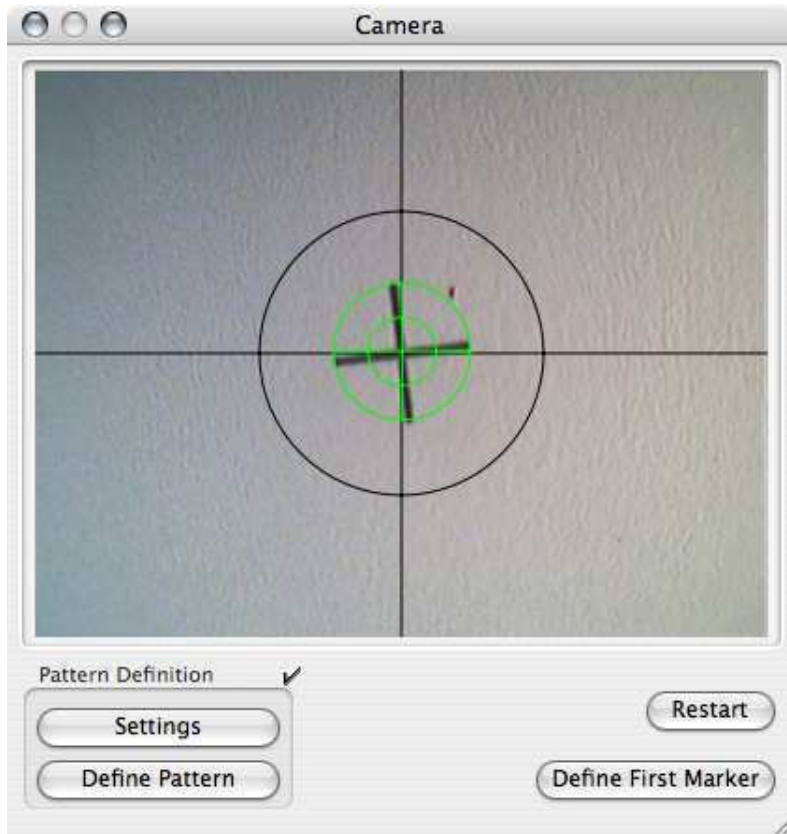 Camera
Pattern Definition
Settings
Define Pattern
Restart
Define First Marker